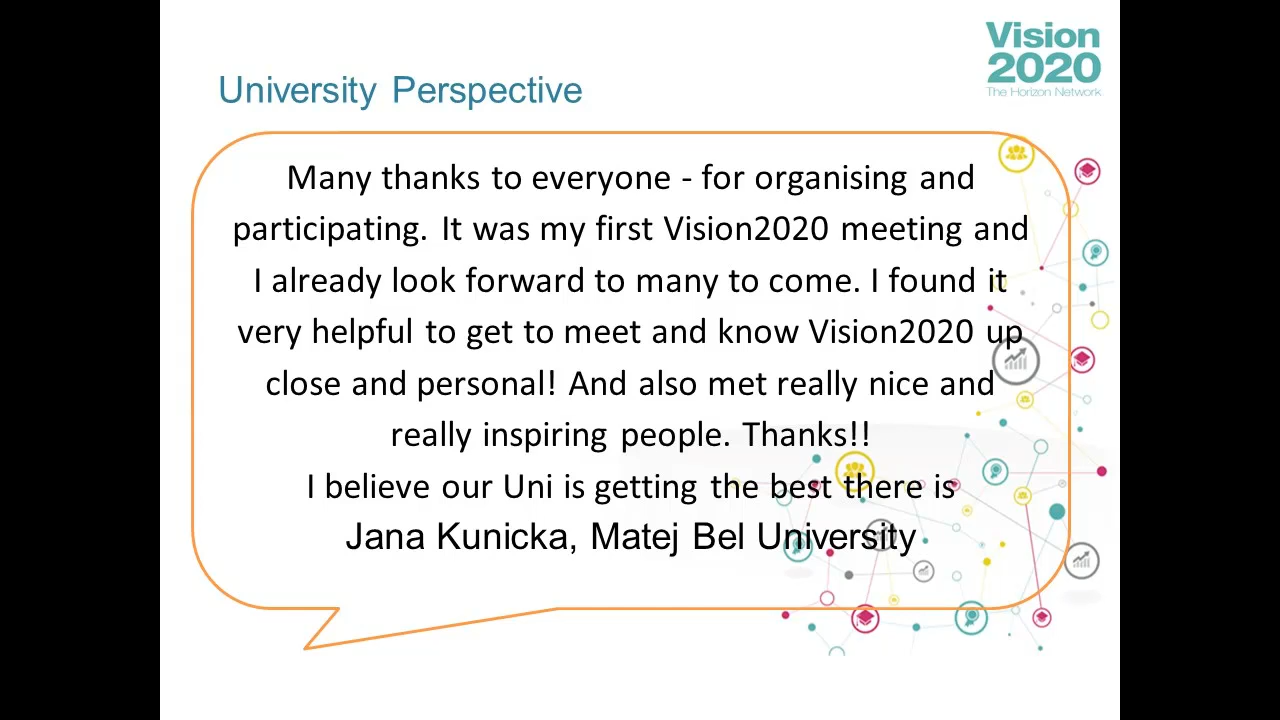 Vision
2020
The Horizon Network
University Perspective
Many thanks to everyone - for organising and
participating. It was my first Vision2020 meeting and
I already look forward to many to come. I found it
very helpful to get to meet and know Vision2020 up
close and personal! And also met really nice and
really inspiring people. Thanks!!
I believe our Uni is getting the best there is
Jana Kunicka, Matej Bel University